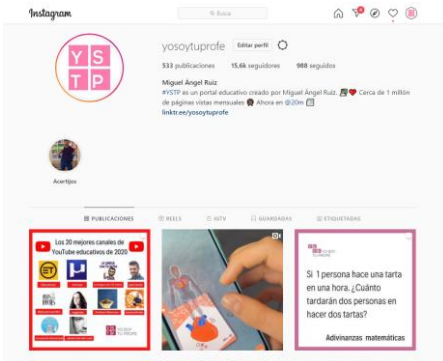 Instagram
Busca
YS
TP
yosoytuprofe Editar perfil
533 publicaciones 15,6k seguidores 988 seguidos
Miguel Ángel Ruiz
#YSTP es un portal educativo creado por Miguel Ángel Ruiz. Cerca de 1 millón
de páginas vistas mensuales Ahora en @20m
linktr.ee/yosoytuprofe
Acertijos
PUBLICACIONES REELS IGTV GUARDADAS ETIQUETADAS
Los 20 mejores canales de
YouTube educativos de 2020
Si 1 persona hace una tarta
en una hora. ¿Cuánto
tardarán dos personas en
hacer dos tartas?
Adivinanzas matemáticas